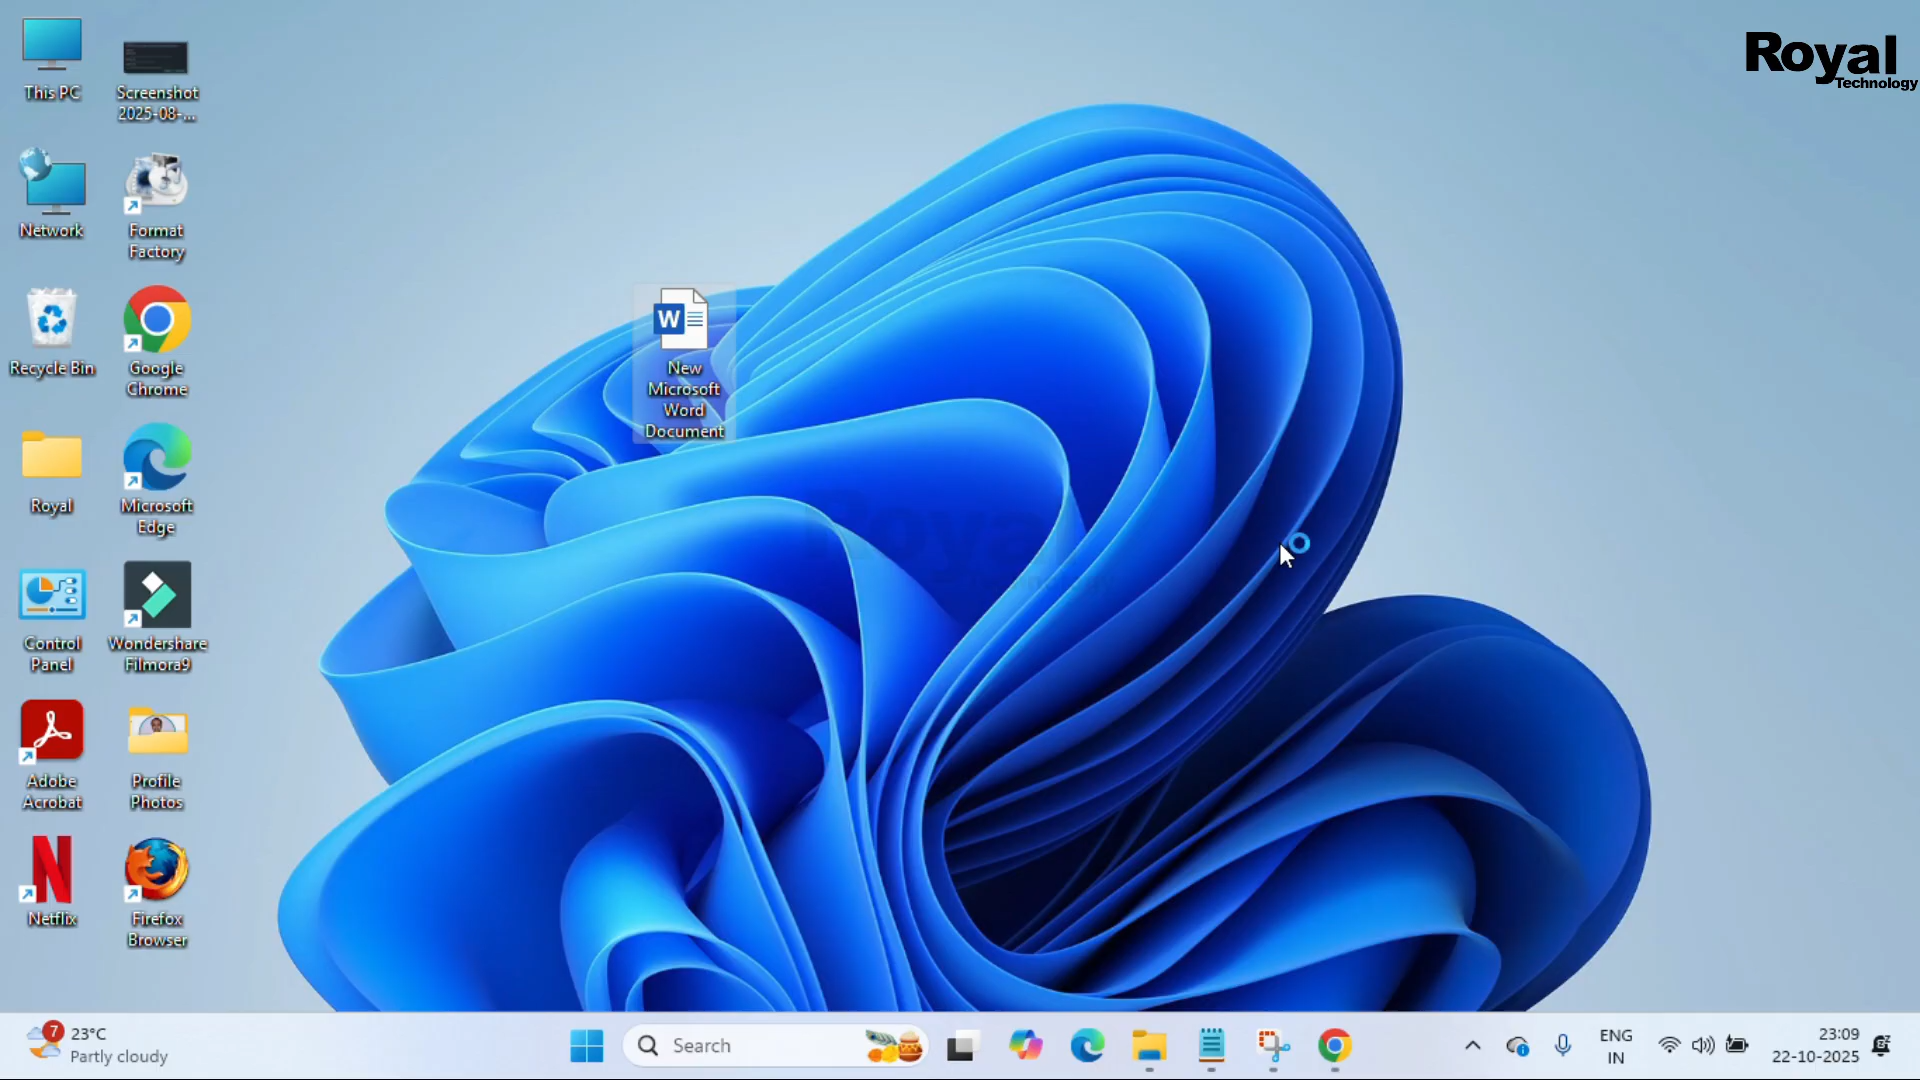 This PC
Screenshot
2025-08-...
Royal
Technology
Network
Format
Factory
Recycle Bin
Google
Chrome
W
New
Microsoft
Word
Document
Royal
Microsoft
Edge
Control
Panel
Wondershare
Filmora9
Adobe
Acrobat
Profile
Photos
N
Netflix
Firefox
Browser
7
23°C
Partly cloudy
Search
ENG
IN
23:09
22-10-2025